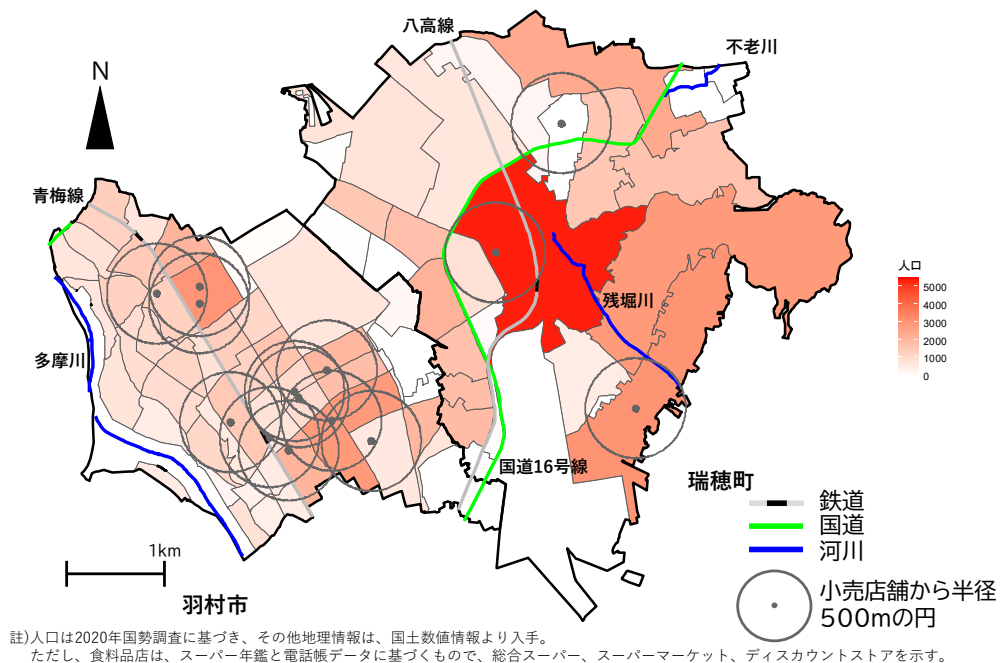 八高線
不老川
N
青梅線
人口
5000
4000
3000
2000
1000
0
残堀川
多摩川
国道16号線
瑞穂町
鉄道
国道
河川
1km
小売店舗から半径
500mの円
羽村市
註)人口は2020年国勢調査に基づき、その他地理情報は、国土数値情報より入手。
ただし、食料品店は、スーパー年鑑と電話帳データに基づくもので、総合スーパー、スーパーマーケット、ディスカウントストアを示す。